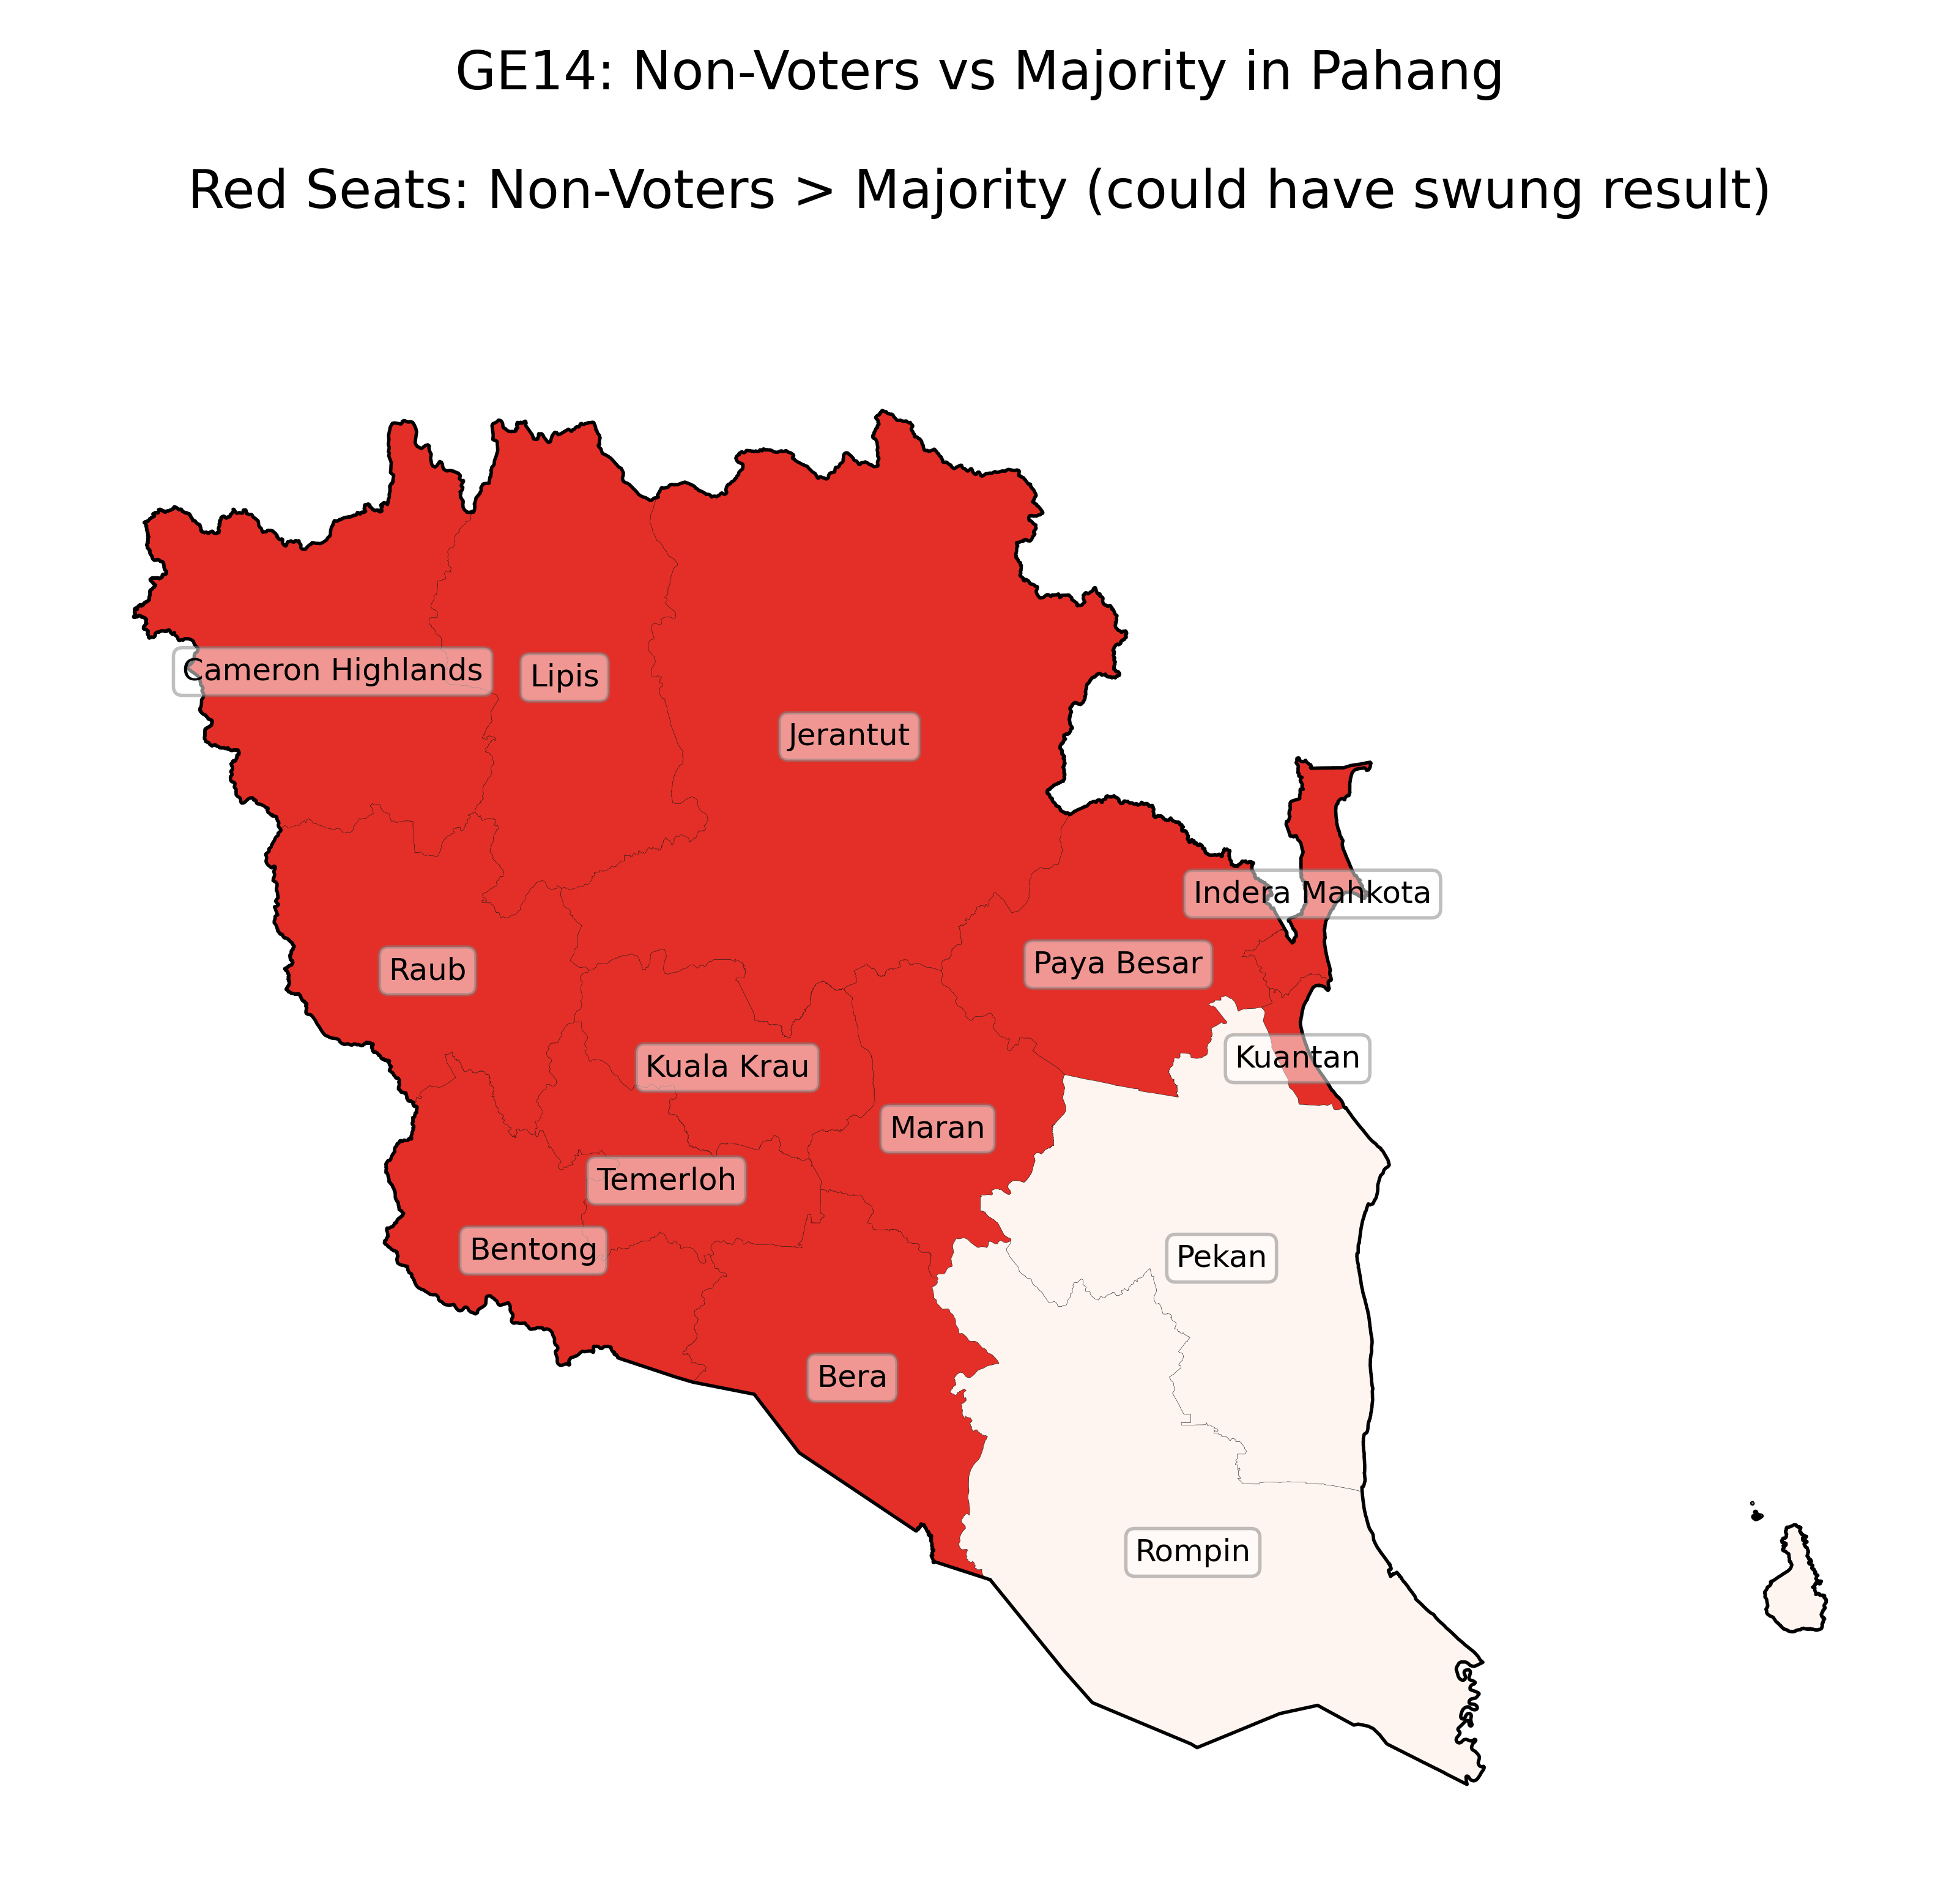 GE14: Non-Voters vs Majority in Pahang
Red Seats: Non-Voters > Majority (could have swung result)
Cameron Highlands
Lipis
Jerantut
Indera Mahkota
Paya Besar
Raub
Kuantan
Kuala Krau
Maran
Temerloh
Bentong
Pekan
Bera
Rompin